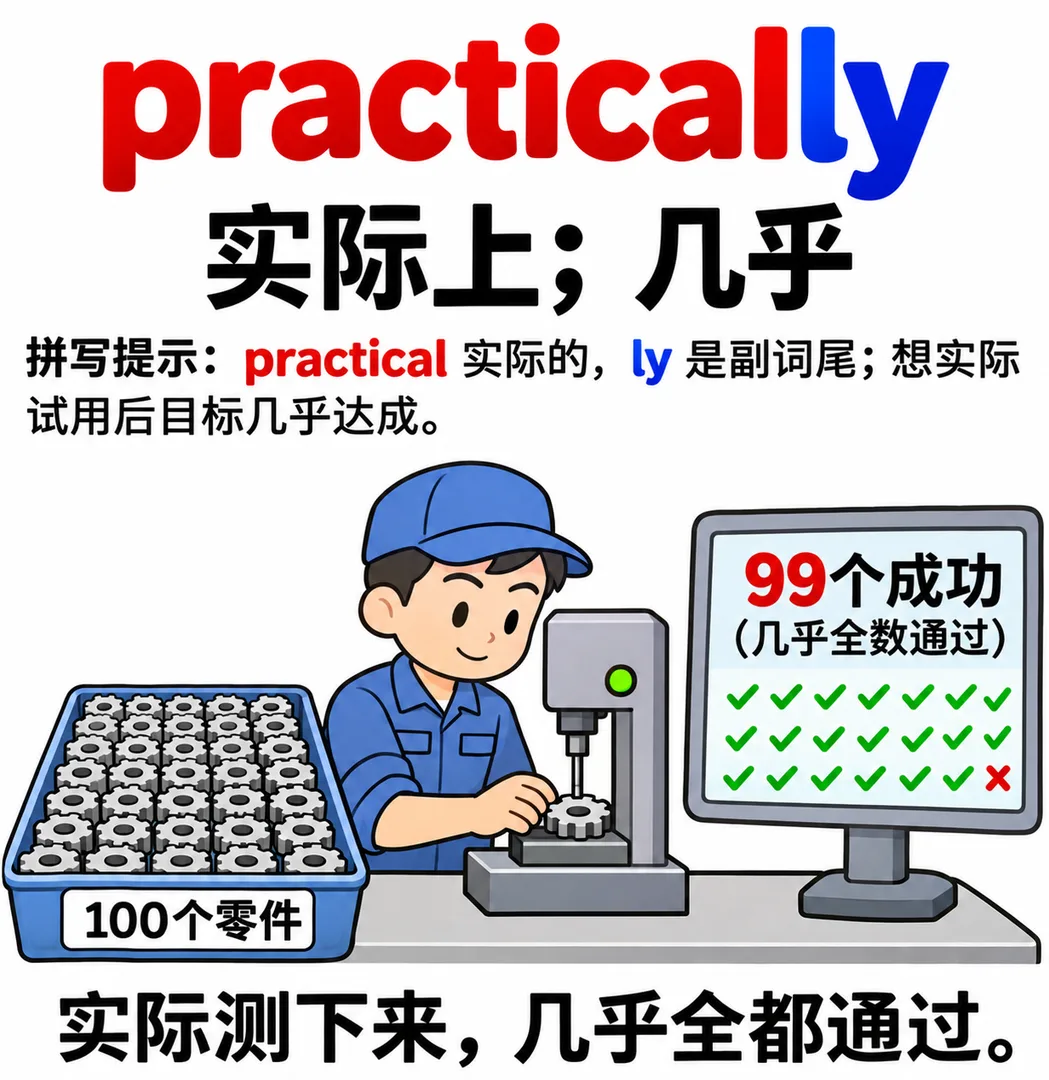 practically
实际上；几乎
拼写提示：practical 实际的，ly 是副词尾；想实际
试用后目标几乎达成。
99个成功
（几乎全数通过）
100个零件
实际测下来，几乎全都通过。